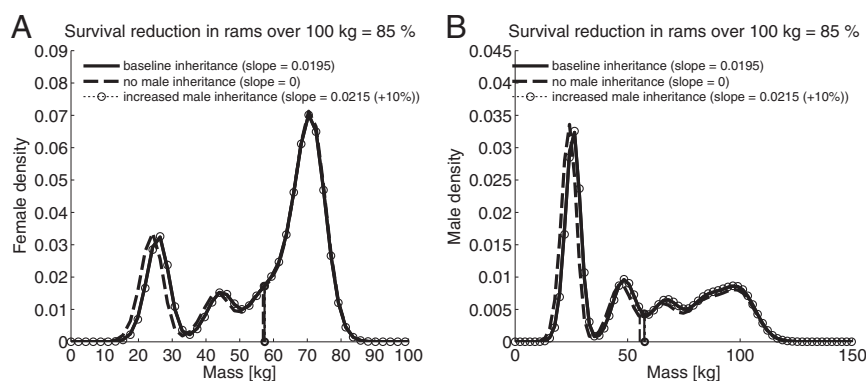 A
Survival reduction in rams over 100 kg = 85 %
0.09
0.08
0.07
0.06
0.05
0.04
0.03
0.02
0.01
0
Female density
baseline inheritance (slope = 0.0195)
no male inheritance (slope = 0)
increased male inheritance (slope = 0.0215 (+10%))
0 10 20 30 40 50 60 70 80 90 100
Mass [kg]
B
Survival reduction in rams over 100 kg = 85 %
0.045
0.04
0.035
0.03
0.025
0.02
0.015
0.01
0.005
0
Male density
baseline inheritance (slope = 0.0195)
no male inheritance (slope = 0)
increased male inheritance (slope = 0.0215 (+10%))
0 50 100 150
Mass [kg]